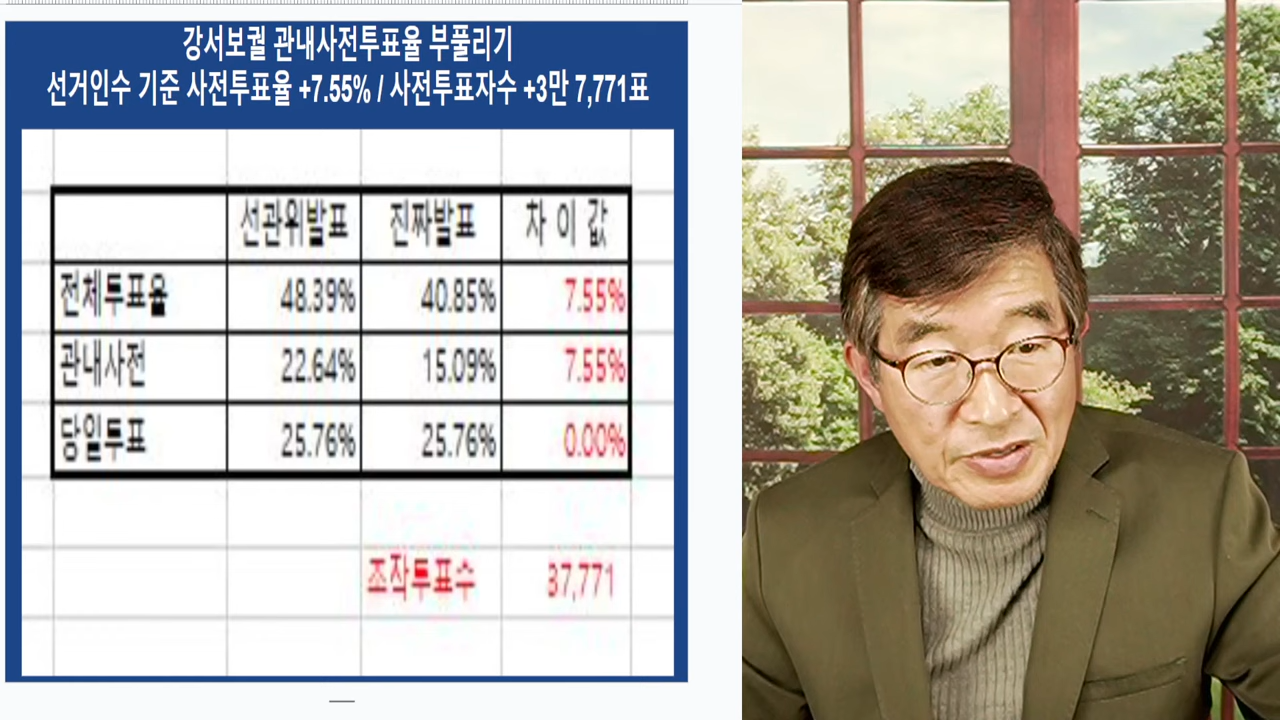 강서보궐 관내사전투표율 부풀리기
선거인수 기준 사전투표율 +7.55% / 사전투표자수 +3만 7,771표
선관위발표 진짜발표 차 이 값
전체투표율 48.39% 40.85% 7.55%
관내사전 22.64% 15.09% 7.55%
당일투표 25.76% 25.76% 0.00%
조작투표수 37,771